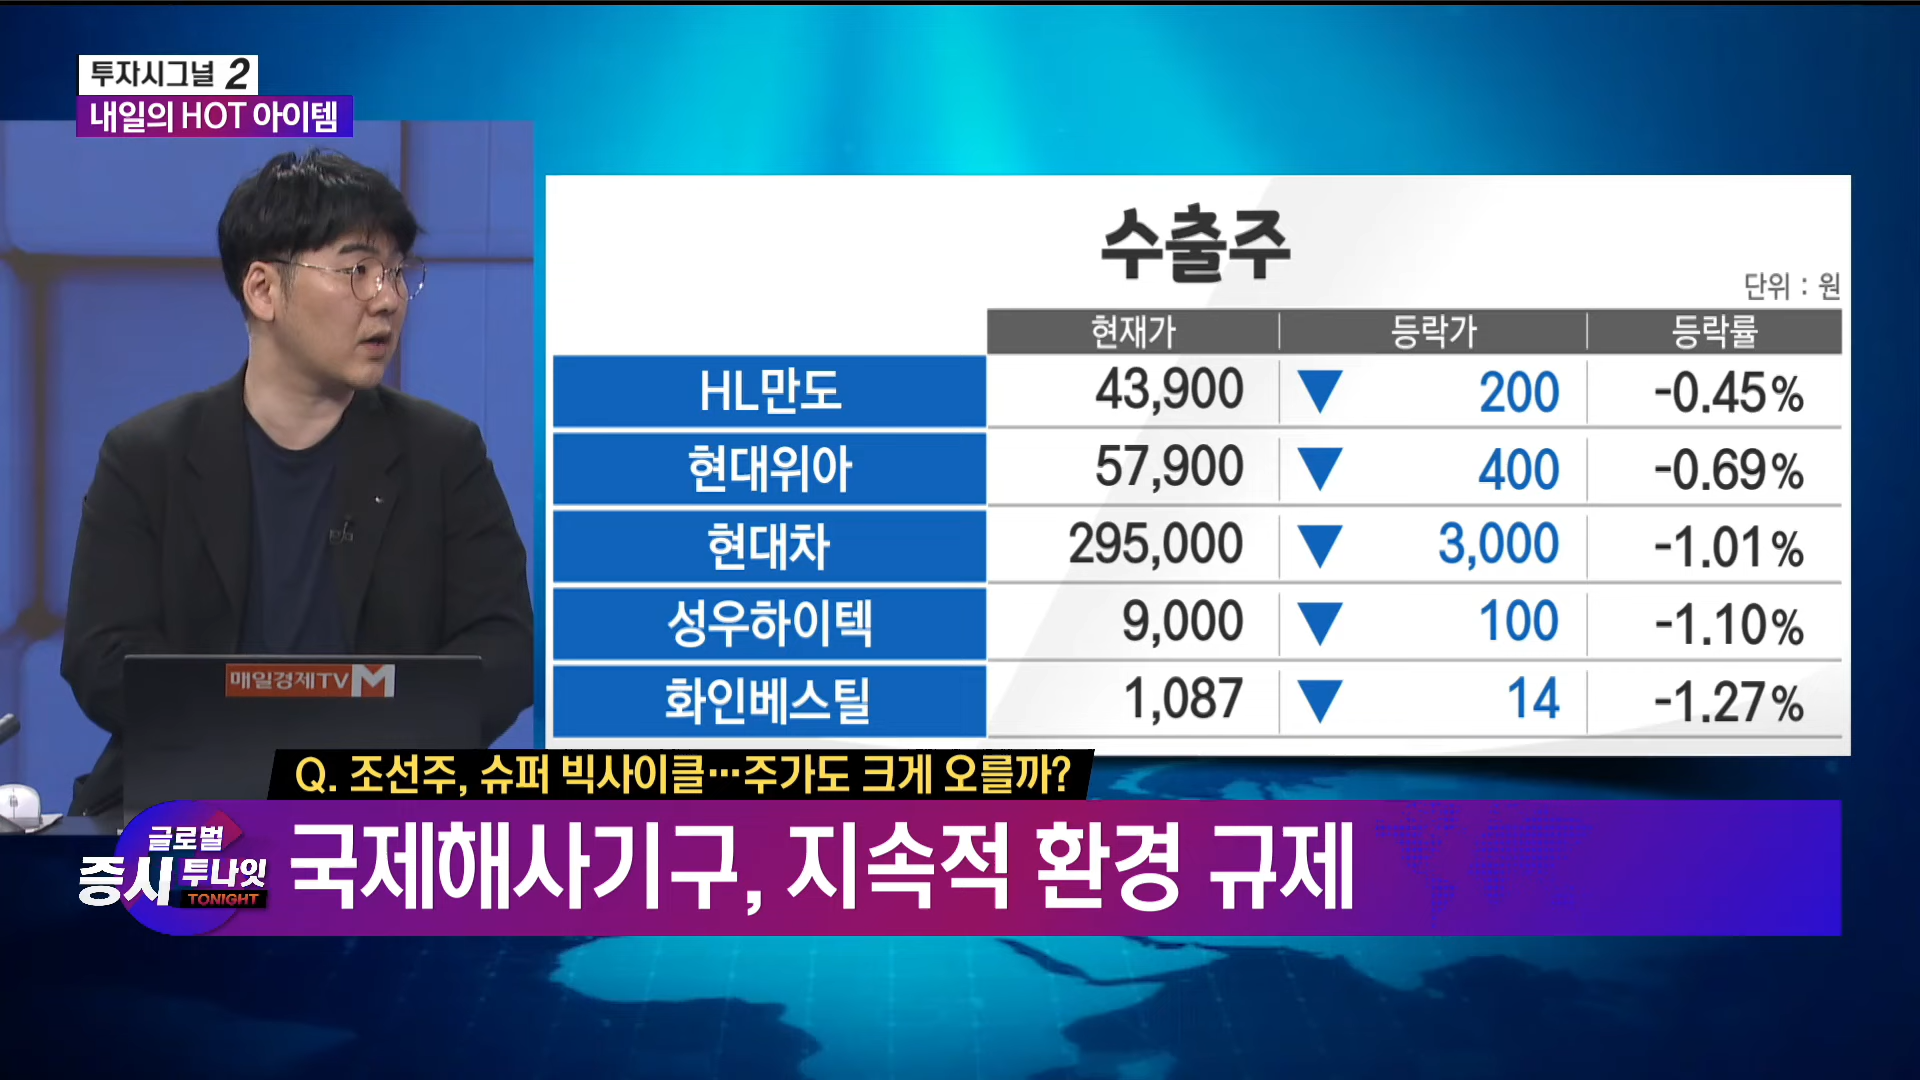 투자시그널 2
내일의 HOT 아이템
수출주
단위 : 원
현재가 등락가 등락률
HL만도 43,900 ▼ 200 -0.45%
현대위아 57,900 ▼ 400 -0.69%
현대차 295,000 ▼ 3,000 -1.01%
성우하이텍 9,000 ▼ 100 -1.10%
화인베스틸 1,087 ▼ 14 -1.27%
매일경제TV M
Q. 조선주, 슈퍼 빅사이클…주가도 크게 오를까?
글로벌
증시 투나잇
TONIGHT
국제해사기구, 지속적 환경 규제